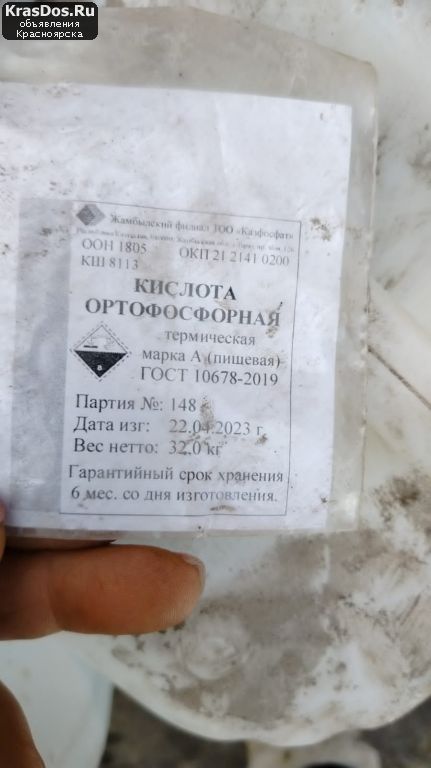 KrasDos.Ru
объявления
Красноярска
Жамбылский филиал ТОО «Казфосфат»
ООН 1805 ОКП 21 2141 0200
КШ 8113
КИСЛОТА
ОРТОФОСФОРНАЯ
термическая
8
марка А (пищевая)
ГОСТ 10678-2019
Партия №: 148
Дата изг: 22.04.2023 г.
Вес нетто: 32.0 кг
Гарантийный срок хранения
6 мес. со дня изготовления.